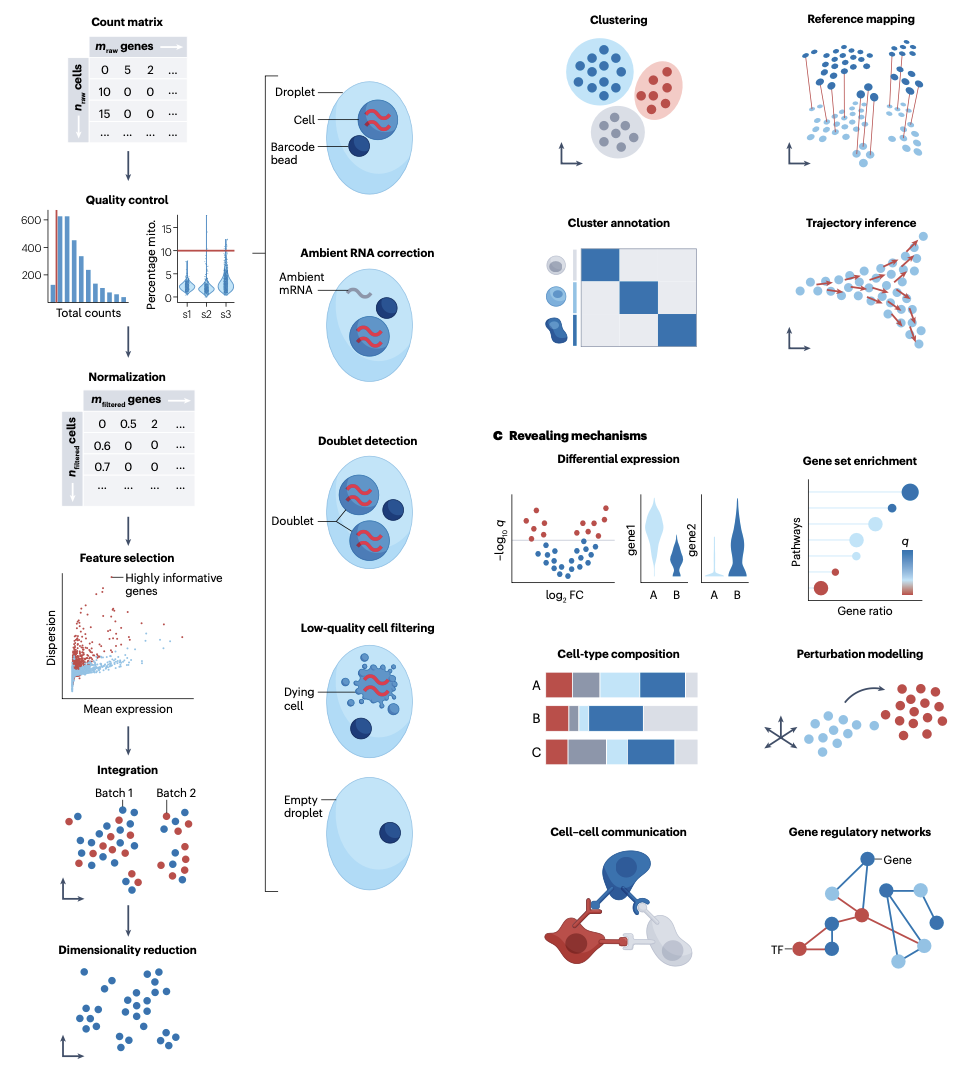 Count matrix
m raw genes
n raw cells
0 5 2 ...
10 0 0 ...
15 0 0 ...
... ... ... ...
Quality control
600
400
200
Total counts
Percentage mito.
15
10
5
0
s1 s2 s3
Normalization
m filtered genes
n filtered cells
0 0.5 2 ...
0.6 0 0 ...
0.7 0 0 ...
... ... ... ...
Feature selection
Highly informative
genes
Dispersion
Mean expression
Integration
Batch 1 Batch 2
Dimensionality reduction
Droplet
Cell
Barcode
bead
Ambient RNA correction
Ambient
mRNA
Doublet detection
Doublet
Low-quality cell filtering
Dying
cell
Empty
droplet
Clustering
Reference mapping
Cluster annotation
Trajectory inference
c Revealing mechanisms
Differential expression
–log10 q
log2 FC
gene1
A B
gene2
A B
Gene set enrichment
Pathways
q
Gene ratio
Cell-type composition
A
B
C
Perturbation modelling
Cell–cell communication
Gene regulatory networks
Gene
TF